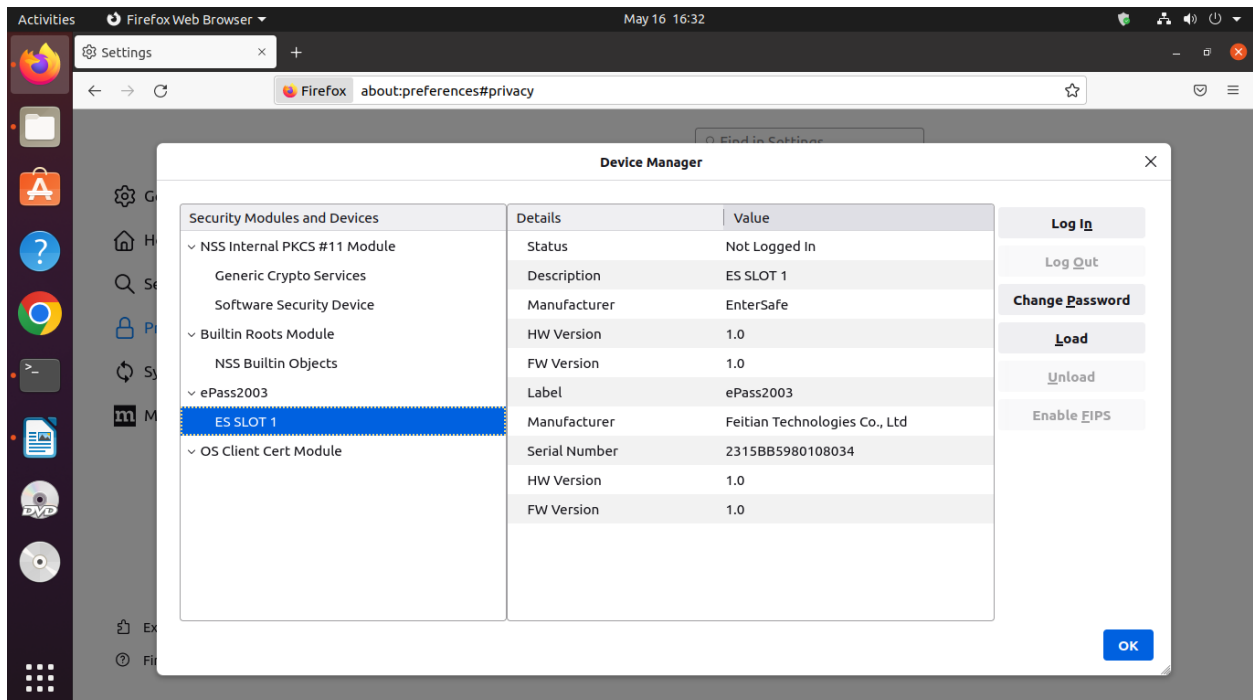 Activities Firefox Web Browser May 16 16:32
Settings
Firefox about:preferences#privacy
Find in Settings
Device Manager
Security Modules and Devices Details Value
NSS Internal PKCS #11 Module Status Not Logged In
Generic Crypto Services Description ES SLOT 1
Software Security Device Manufacturer EnterSafe
Builtin Roots Module HW Version 1.0
NSS Builtin Objects FW Version 1.0
ePass2003 Label ePass2003
ES SLOT 1 Manufacturer Feitian Technologies Co., Ltd
OS Client Cert Module Serial Number 2315BB5980108034
HW Version 1.0
FW Version 1.0
Log In
Log Out
Change Password
Load
Unload
Enable FIPS
OK